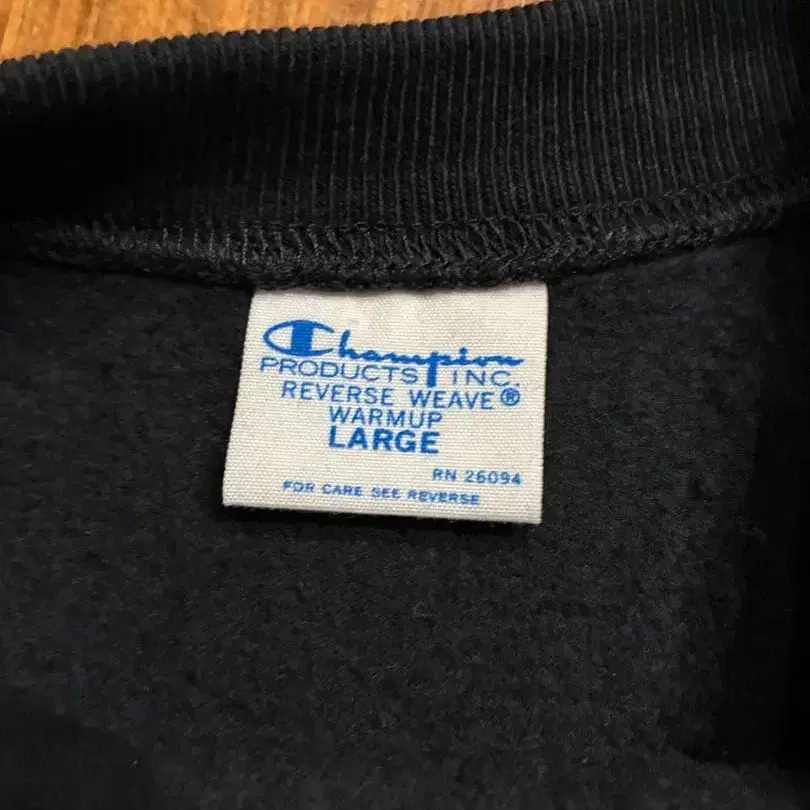 Champion
PRODUCTS INC.
REVERSE WEAVE®
WARMUP
LARGE
RN 26094
FOR CARE SEE REVERSE